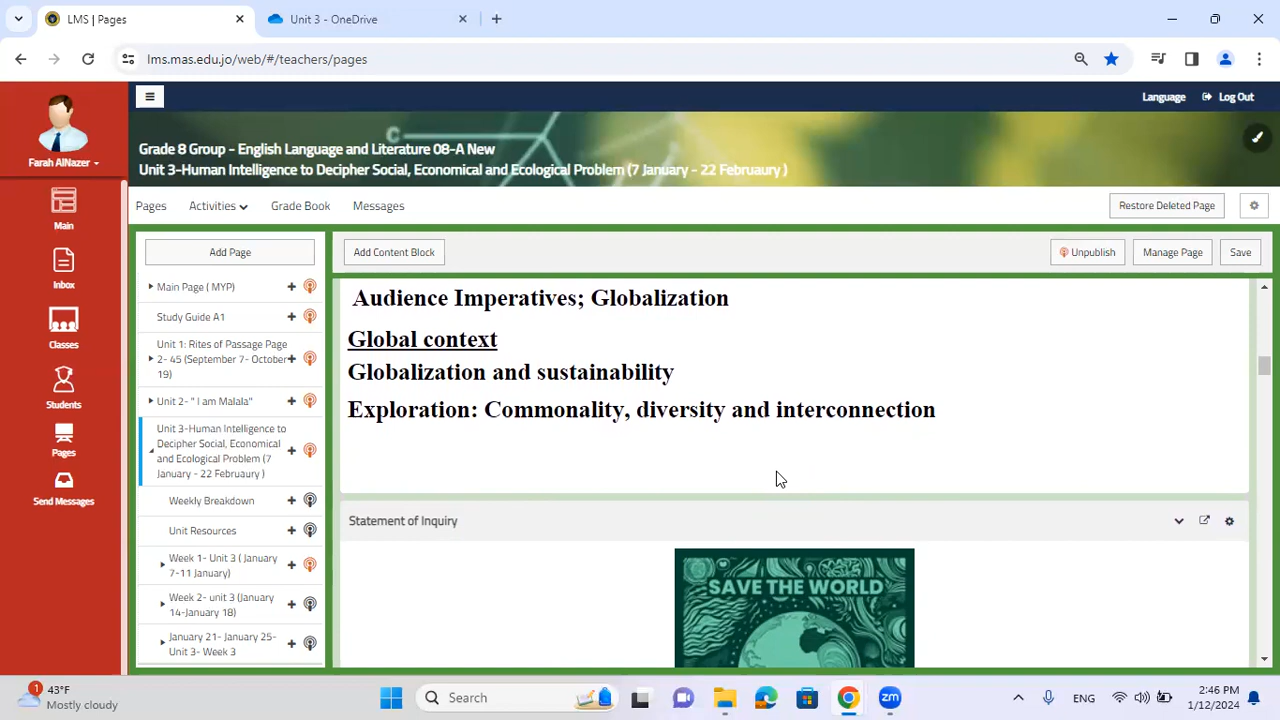 LMS | Pages
Unit 3 - OneDrive
lms.mas.edu.jo/web/#/teachers/pages
Language
Log Out
Farah AlNazer
Grade 8 Group - English Language and Literature 08-A New
Unit 3-Human Intelligence to Decipher Social, Economical and Ecological Problem (7 January - 22 Februaury )
Pages
Activities
Grade Book
Messages
Restore Deleted Page
Main
Inbox
Classes
Students
Pages
Send Messages
Add Page
Main Page ( MYP)
Study Guide A1
Unit 1: Rites of Passage Page
2- 45 (September 7- October
19)
Unit 2- " I am Malala"
Unit 3-Human Intelligence to
Decipher Social, Economical
and Ecological Problem (7
January - 22 Februaury )
Weekly Breakdown
Unit Resources
Week 1- Unit 3 ( January
7-11 January)
Week 2- unit 3 (January
14-January 18)
January 21- January 25-
Unit 3- Week 3
Add Content Block
Unpublish
Manage Page
Save
Audience Imperatives; Globalization
Global context
Globalization and sustainability
Exploration: Commonality, diversity and interconnection
Statement of Inquiry
SAVE THE WORLD
1
43°F
Mostly cloudy
Search
zm
ENG
2:46 PM
1/12/2024